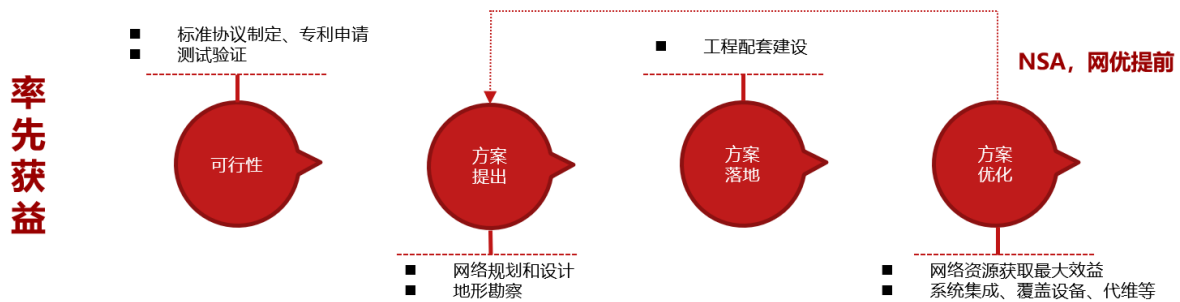 率先获益
标准协议制定、专利申请
测试验证
可行性
方案
提出
网络规划和设计
地形勘察
工程配套建设
方案
落地
NSA，网优提前
方案
优化
网络资源获取最大效益
系统集成、覆盖设备、代维等